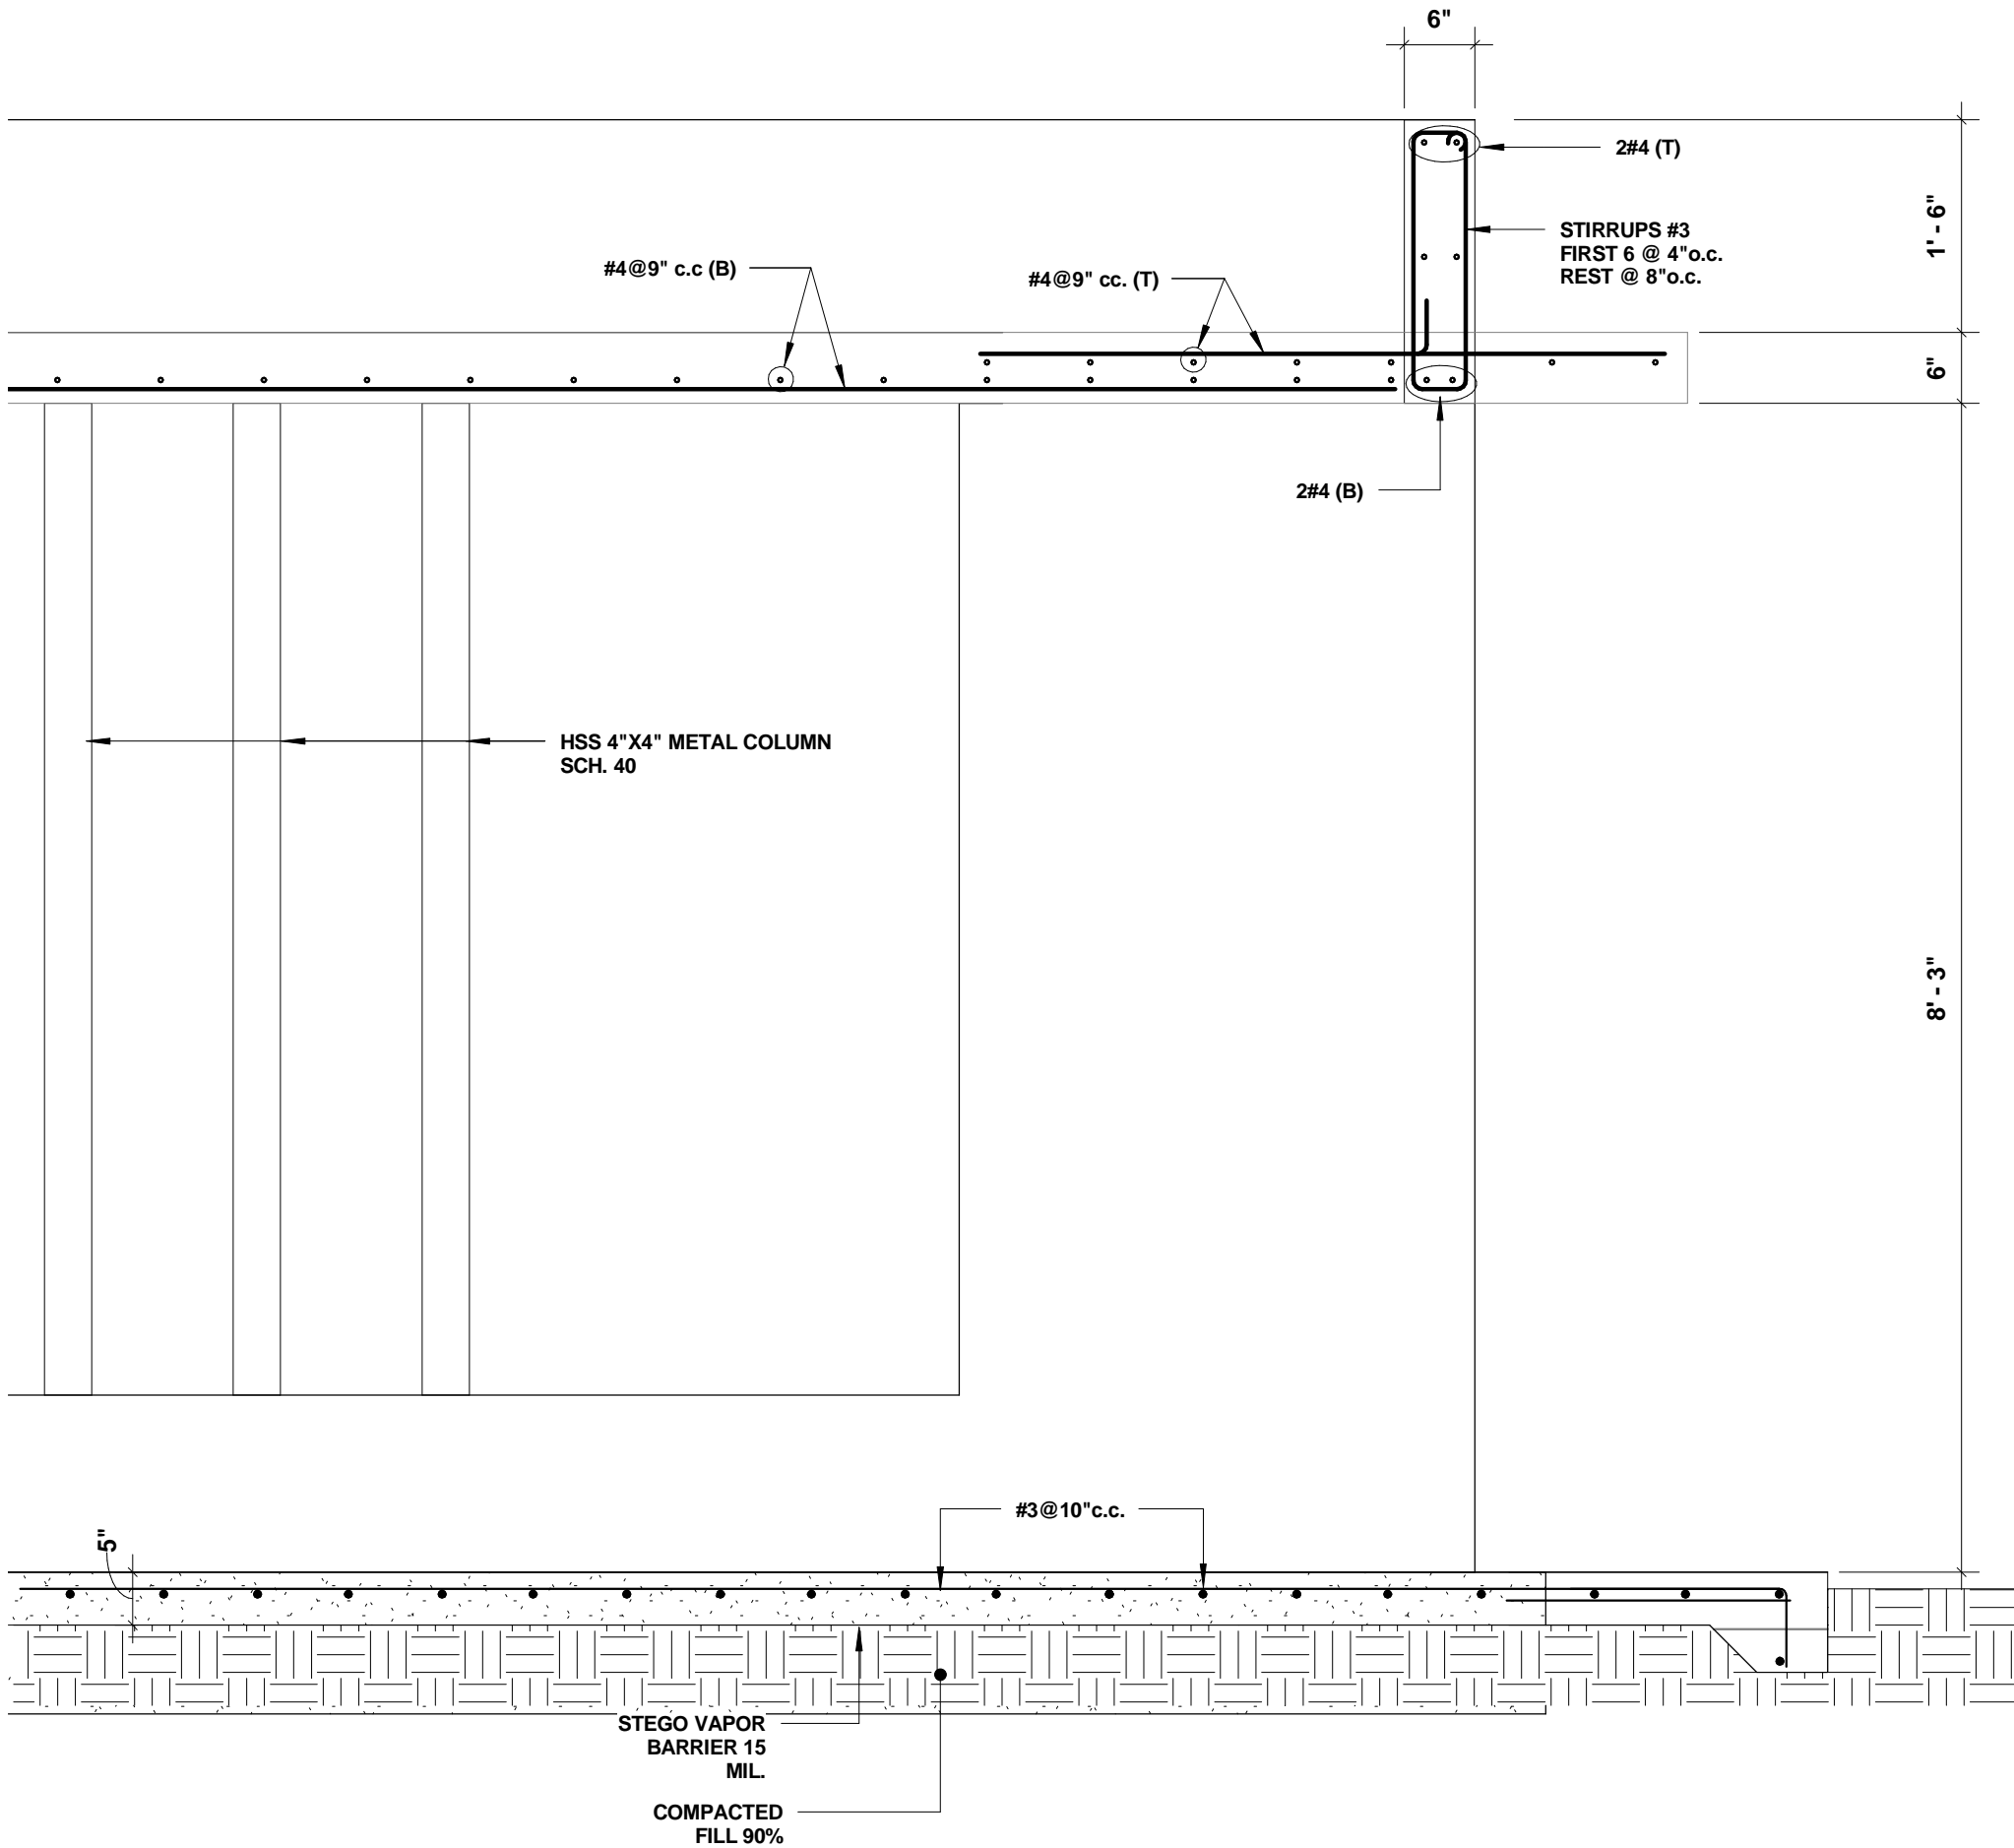 6"
2#4 (T)
1' - 6"
STIRRUPS #3
FIRST 6 @ 4"o.c.
REST @ 8"o.c.
#4@9" c.c (B)
#4@9" cc. (T)
6"
2#4 (B)
HSS 4"X4" METAL COLUMN
SCH. 40
8' - 3"
#3@10"c.c.
5"
STEGO VAPOR
BARRIER 15
MIL.
COMPACTED
FILL 90%